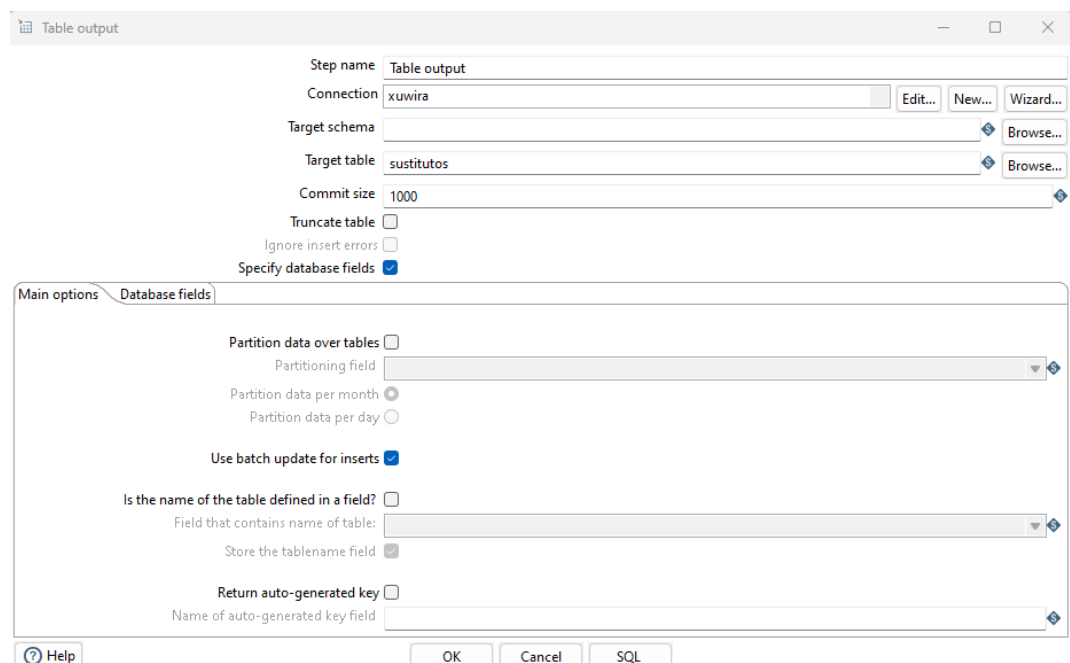 Table output
Step name Table output
Connection xuwira Edit... New... Wizard...
Target schema Browse...
Target table sustitutos Browse...
Commit size 1000
Truncate table
Ignore insert errors
Specify database fields
Main options Database fields
Partition data over tables
Partitioning field
Partition data per month
Partition data per day
Use batch update for inserts
Is the name of the table defined in a field?
Field that contains name of table:
Store the tablename field
Return auto-generated key
Name of auto-generated key field
Help OK Cancel SQL